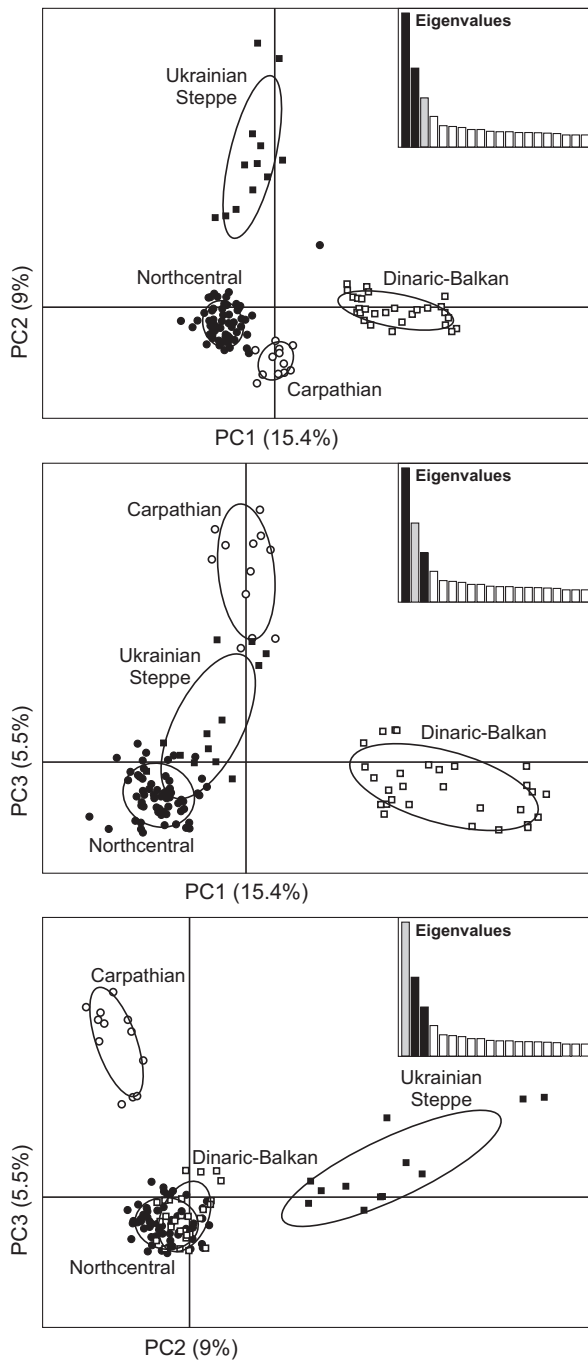 Eigenvalues
Ukrainian
Steppe
Northcentral
Dinaric-Balkan
Carpathian
PC2 (9%)
PC1 (15.4%)
Eigenvalues
Carpathian
Ukrainian
Steppe
Dinaric-Balkan
Northcentral
PC3 (5.5%)
PC1 (15.4%)
Eigenvalues
Carpathian
Ukrainian
Steppe
Dinaric-Balkan
Northcentral
PC3 (5.5%)
PC2 (9%)